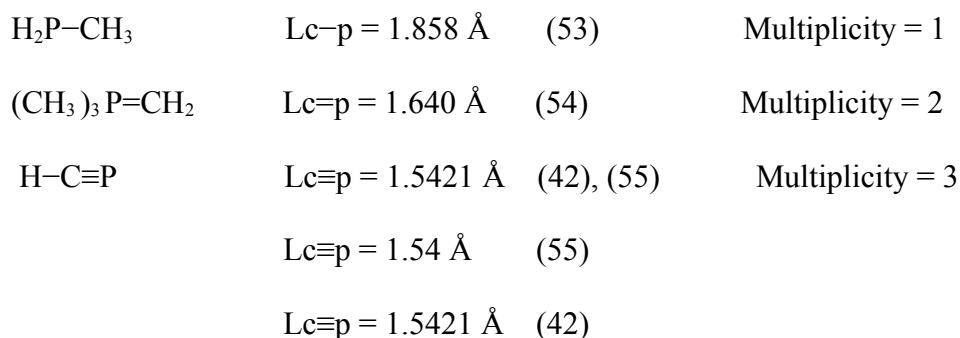 H₂P−CH₃ Lc−p = 1.858 Å (53) Multiplicity = 1
(CH₃)₃P=CH₂ Lc=p = 1.640 Å (54) Multiplicity = 2
H−C≡P Lc≡p = 1.5421 Å (42), (55) Multiplicity = 3
Lc≡p = 1.54 Å (55)
Lc≡p = 1.5421 Å (42)